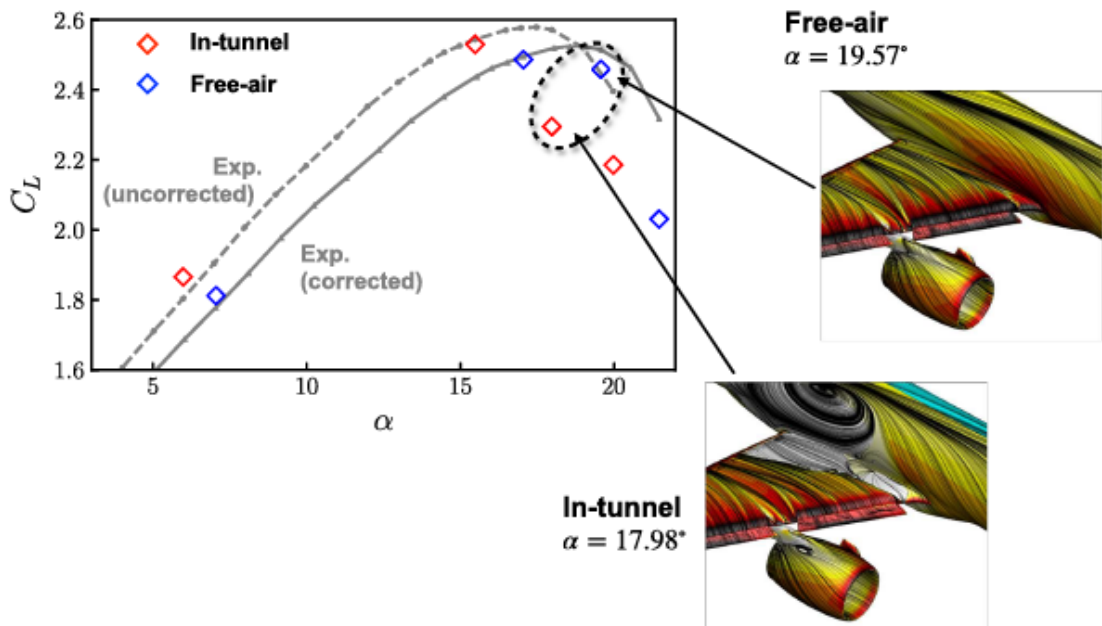 Free-air
α = 19.57°
In-tunnel
Free-air
Exp.
(uncorrected)
Exp.
(corrected)
C_L
2.6
2.4
2.2
2.0
1.8
1.6
5
10
15
20
α
In-tunnel
α = 17.98°